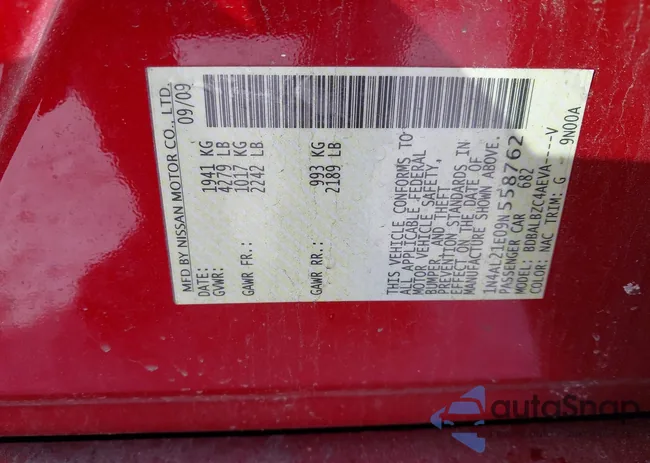 MFD BY NISSAN MOTOR CO., LTD.
DATE: 09/09
GVWR: 1941 KG
4279 LB
GAWR FR.: 1017 KG
2242 LB
GAWR RR.: 993 KG
2189 LB
THIS VEHICLE CONFORMS TO
ALL APPLICABLE FEDERAL
MOTOR VEHICLE SAFETY,
BUMPER, AND THEFT
PREVENTION STANDARDS IN
EFFECT ON THE DATE OF
MANUFACTURE SHOWN ABOVE.
1N4AL21E09N558762
PASSENGER CAR 682
MODEL: BDBALBZC4AEVA----V
COLOR: NAC TRIM: G - 9N00A
autoSnap